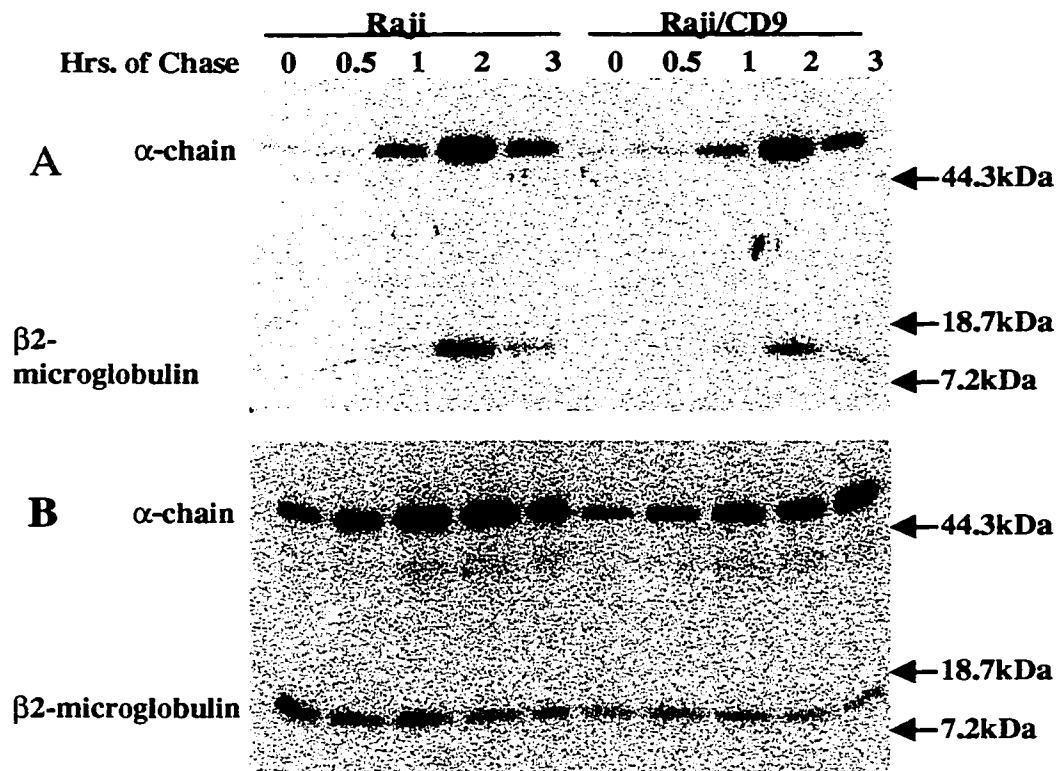 Raji Raji/CD9
Hrs. of Chase 0 0.5 1 2 3 0 0.5 1 2 3
A α-chain
44.3kDa
18.7kDa
β2-
microglobulin
7.2kDa
B α-chain
44.3kDa
18.7kDa
β2-microglobulin
7.2kDa